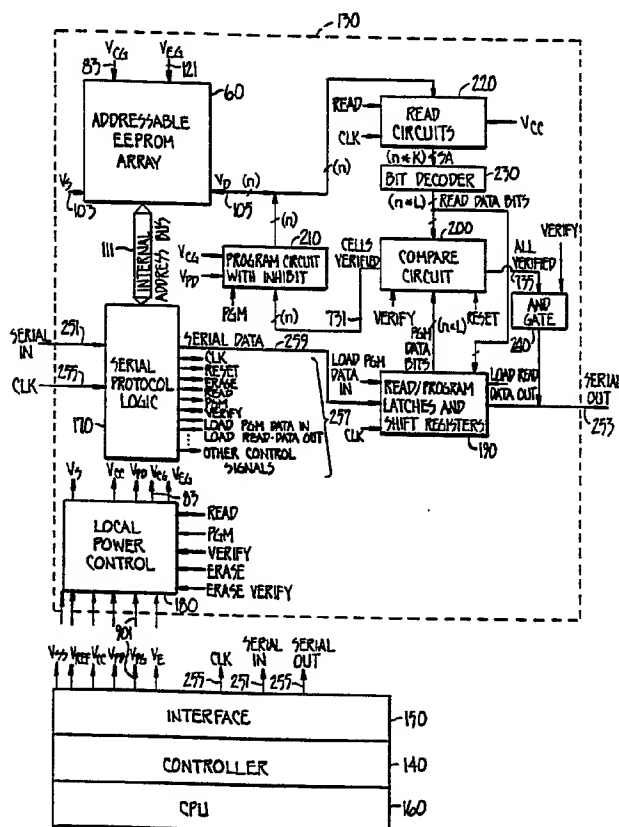 130
VCG
83
VEG
121
60
ADDRESSABLE
EEPROM
ARRAY
VS
103
VD
105
(n)
(n)
(n)
220
READ
CLK
READ
CIRCUITS
VCC
(n*K)
SA
230
BIT DECODER
(n*L)
READ DATA BITS
200
COMPARE
CIRCUIT
CELLS
VERIFIED
ALL
VERIFIED
735
VERIFY
AND
GATE
240
VERIFY
RESET
731
210
VCG
VPD
PROGRAM CIRCUIT
WITH INHIBIT
PGM
(n)
111
INTERNAL
ADDRESS BUS
PGM
DATA
BITS
(n*L)
SERIAL
IN
251
CLK
255
SERIAL
PROTOCOL
LOGIC
170
SERIAL DATA
259
CLK
RESET
ERASE
READ
PGM
VERIFY
LOAD PGM DATA IN
LOAD READ-DATA OUT
OTHER CONTROL
SIGNALS
257
LOAD PGM
DATA IN
CLK
READ/PROGRAM
LATCHES AND
SHIFT REGISTERS
190
LOAD READ
DATA OUT
SERIAL
OUT
253
VS
VCC
VPD
VCG
83
VEG
LOCAL
POWER
CONTROL
180
READ
PGM
VERIFY
ERASE
ERASE VERIFY
901
VSS
VREF
VCC
VPD
VPG
VE
CLK
255
SERIAL
IN
251
SERIAL
OUT
255
INTERFACE
150
CONTROLLER
140
CPU
160